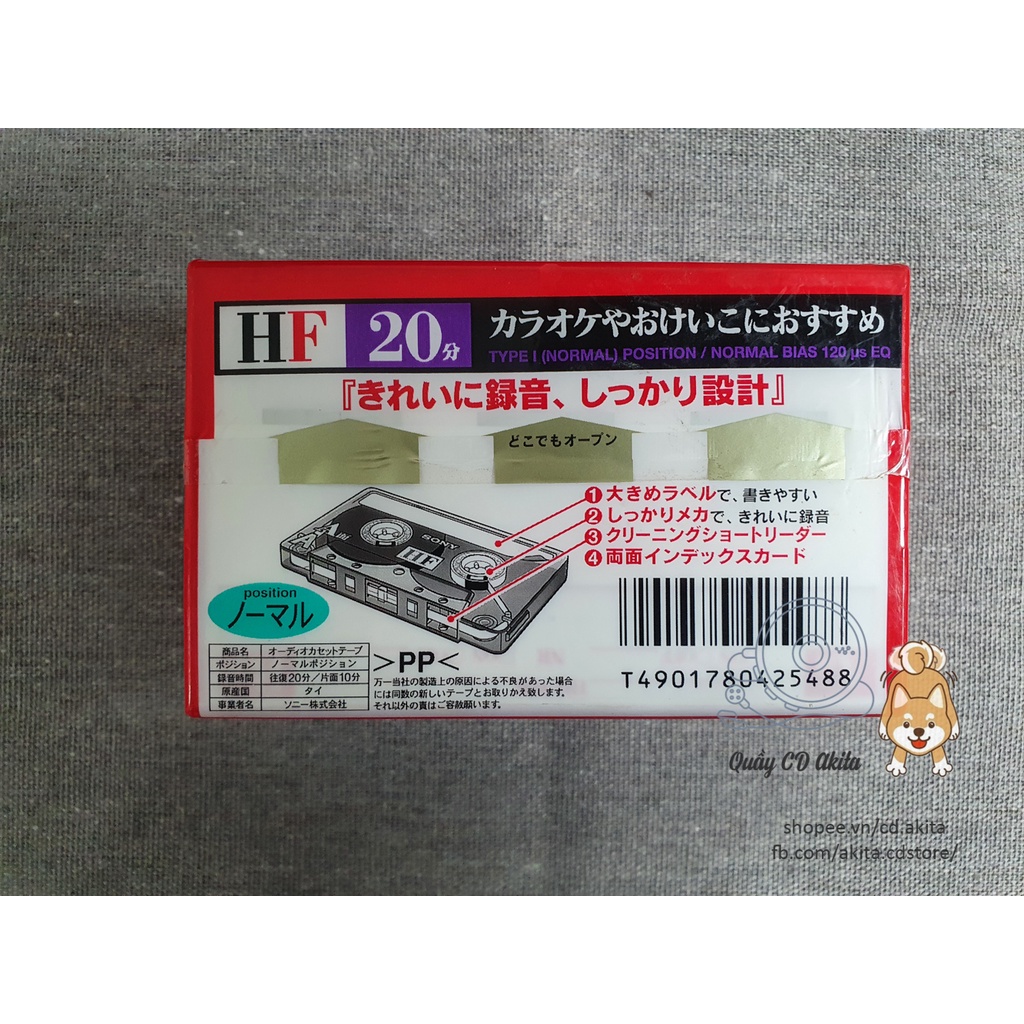 HF 20分 カラオケやおけいこにおすすめ
TYPE I (NORMAL) POSITION / NORMAL BIAS 120 µs EQ
『きれいに録音、しっかり設計』
どこでもオープン
①大きめラベルで、書きやすい
②しっかりメカで、きれいに録音
③クリーニングショートリーダー
④両面インデックスカード
A
SONY
HF
position
ノーマル
商品名 オーディオカセットテープ
ポジション ノーマルポジション
録音時間 往復20分/片面10分
原産国 タイ
事業者名 ソニー株式会社
>PP<
万一当社の製造上の原因による不良があった場合
には同数の新しいテープとお取りかえ致します。
それ以外の責はご容赦願います。
T4901780425488
Quầy CD Akita
shopee.vn/cd.akita
fb.com/akita.cdstore/